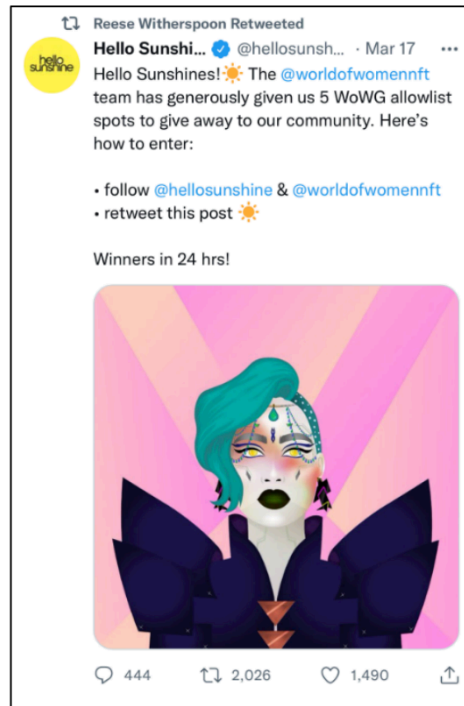 Reese Witherspoon Retweeted
Hello Sunshi... @hellosunsh... · Mar 17 ...
hello
sunshine
Hello Sunshines!☀️ The @worldofwomennft
team has generously given us 5 WoWG allowlist
spots to give away to our community. Here's
how to enter:
• follow @hellosunshine & @worldofwomennft
• retweet this post ☀️
Winners in 24 hrs!
444 2,026 1,490